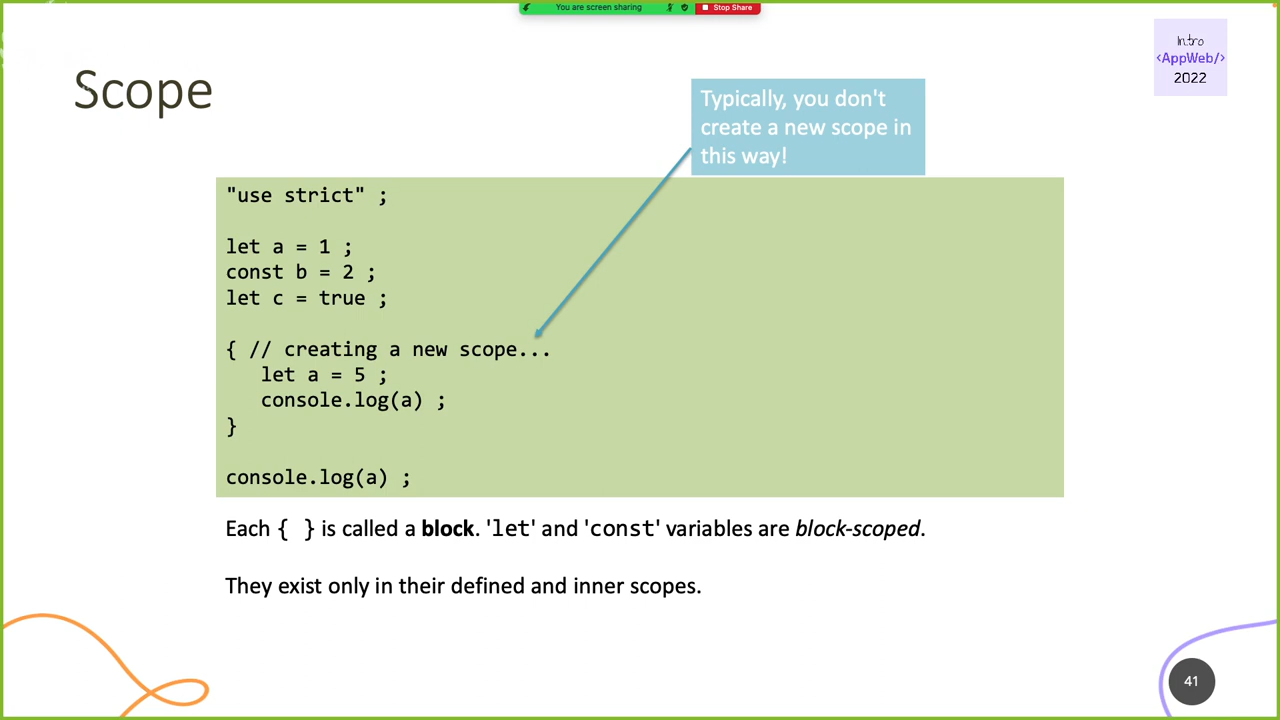 You are screen sharing
Stop Share
Intro
<AppWeb/>
2022
Scope
Typically, you don't
create a new scope in
this way!
"use strict" ;
let a = 1 ;
const b = 2 ;
let c = true ;
{ // creating a new scope...
let a = 5 ;
console.log(a) ;
}
console.log(a) ;
Each { } is called a block. 'let' and 'const' variables are block-scoped.
They exist only in their defined and inner scopes.
41